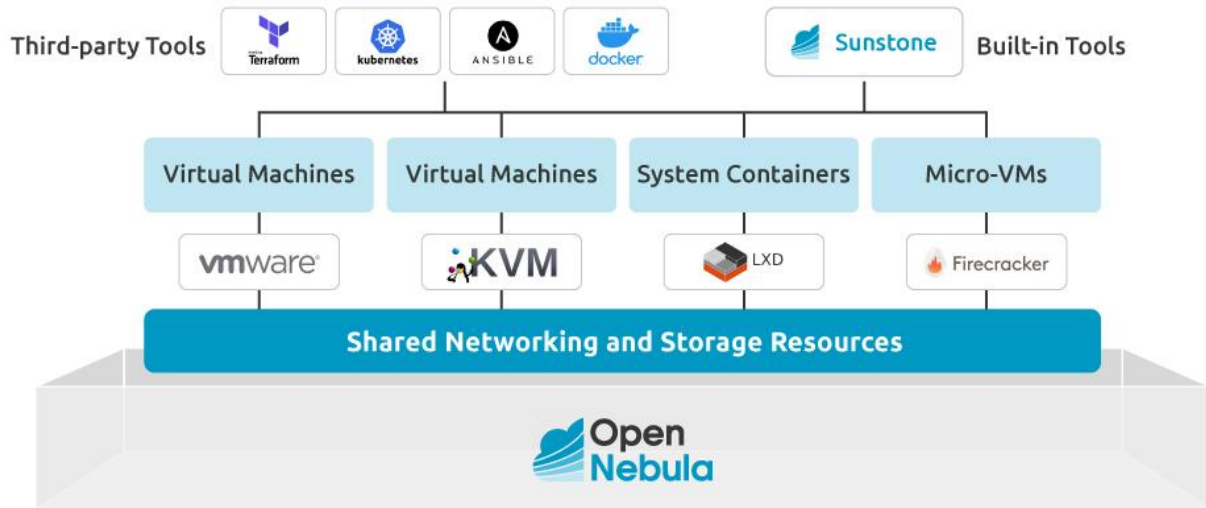 Third-party Tools
HashiCorp
Terraform
kubernetes
ANSIBLE
docker
Sunstone
Built-in Tools
Virtual Machines
Virtual Machines
System Containers
Micro-VMs
vmware®
KVM
LXD
Firecracker
Shared Networking and Storage Resources
Open
Nebula